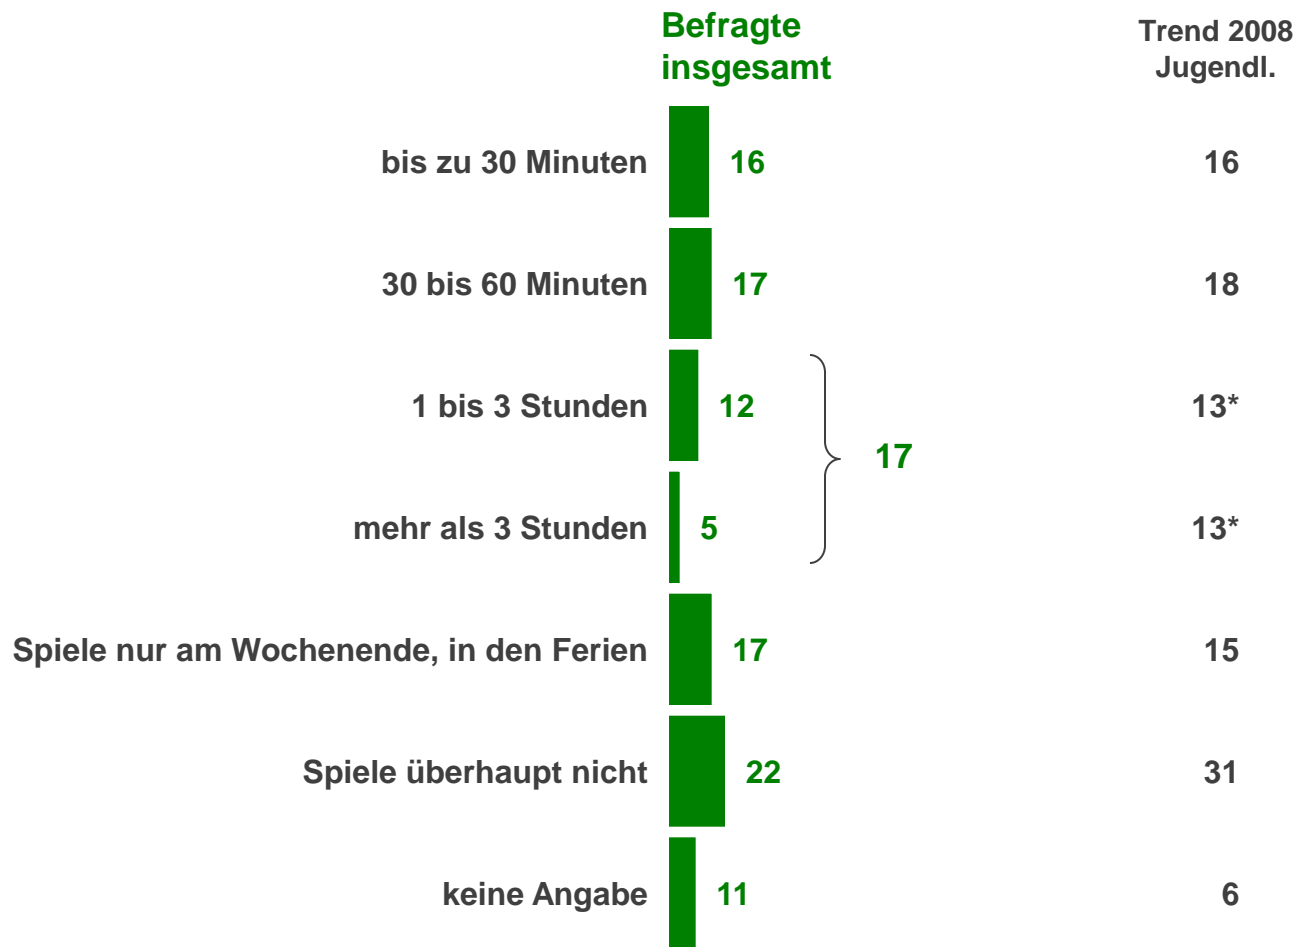 Befragte
insgesamt
Trend 2008
Jugendl.
bis zu 30 Minuten 16 16
30 bis 60 Minuten 17 18
1 bis 3 Stunden 12 13*
17
mehr als 3 Stunden 5 13*
Spiele nur am Wochenende, in den Ferien 17 15
Spiele überhaupt nicht 22 31
keine Angabe 11 6